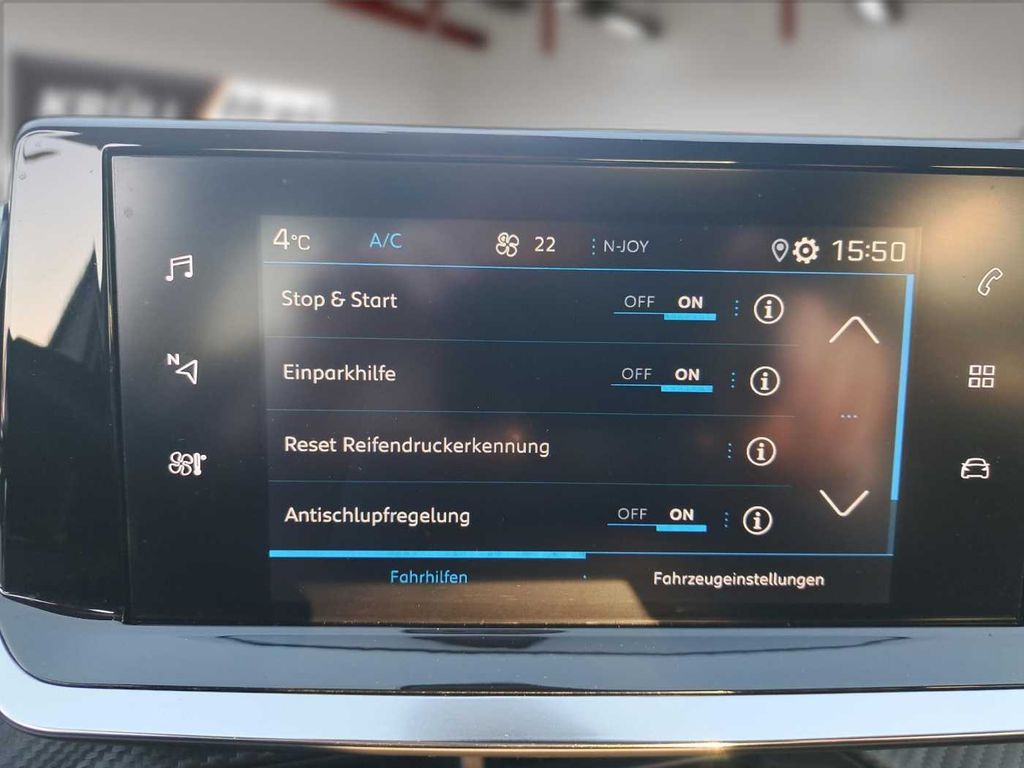 4°C A/C 22 N-JOY 15:50
Stop & Start OFF ON
N
Einparkhilfe OFF ON
Reset Reifendruckerkennung
Antischlupfregelung OFF ON
Fahrhilfen Fahrzeugeinstellungen